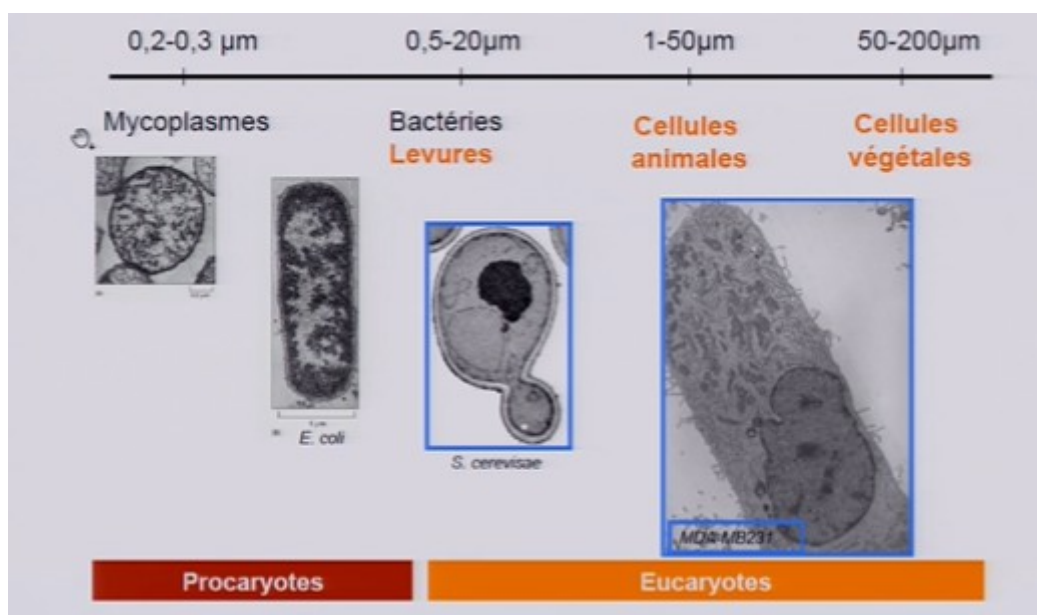 0,2-0,3 µm
0,5-20µm
1-50µm
50-200µm
Mycoplasmes
Bactéries
Levures
Cellules
animales
Cellules
végétales
E. coli
S. cerevisae
MDA-MB231
Procaryotes
Eucaryotes